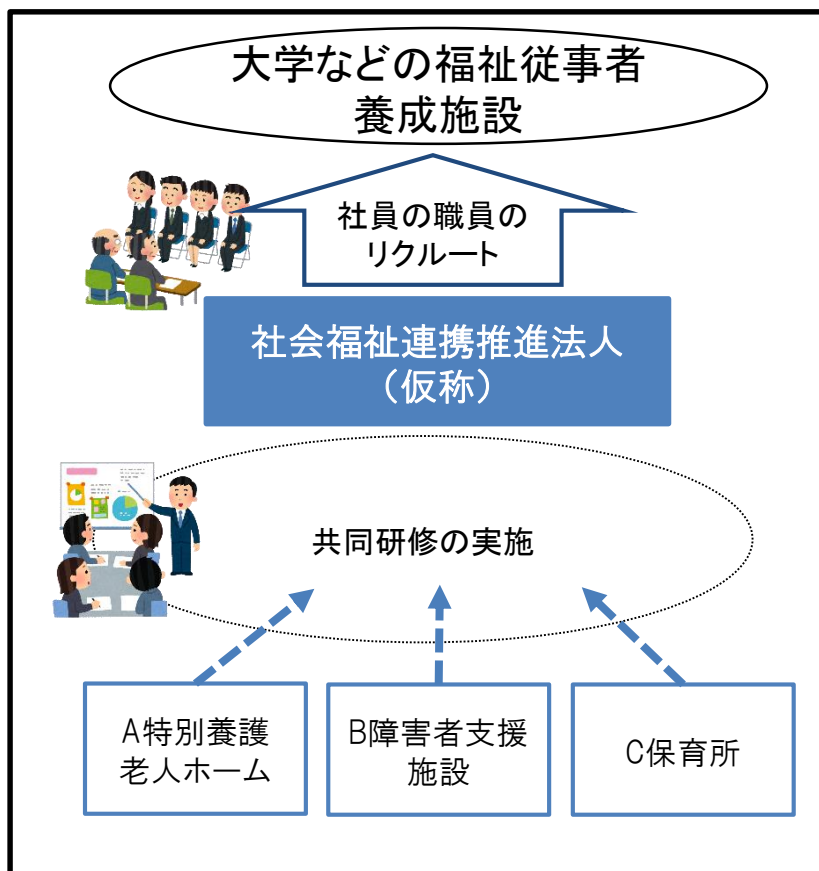 大学などの福祉従事者
養成施設
社員の職員の
リクルート
社会福祉連携推進法人
（仮称）
共同研修の実施
A特別養護
老人ホーム
B障害者支援
施設
C保育所